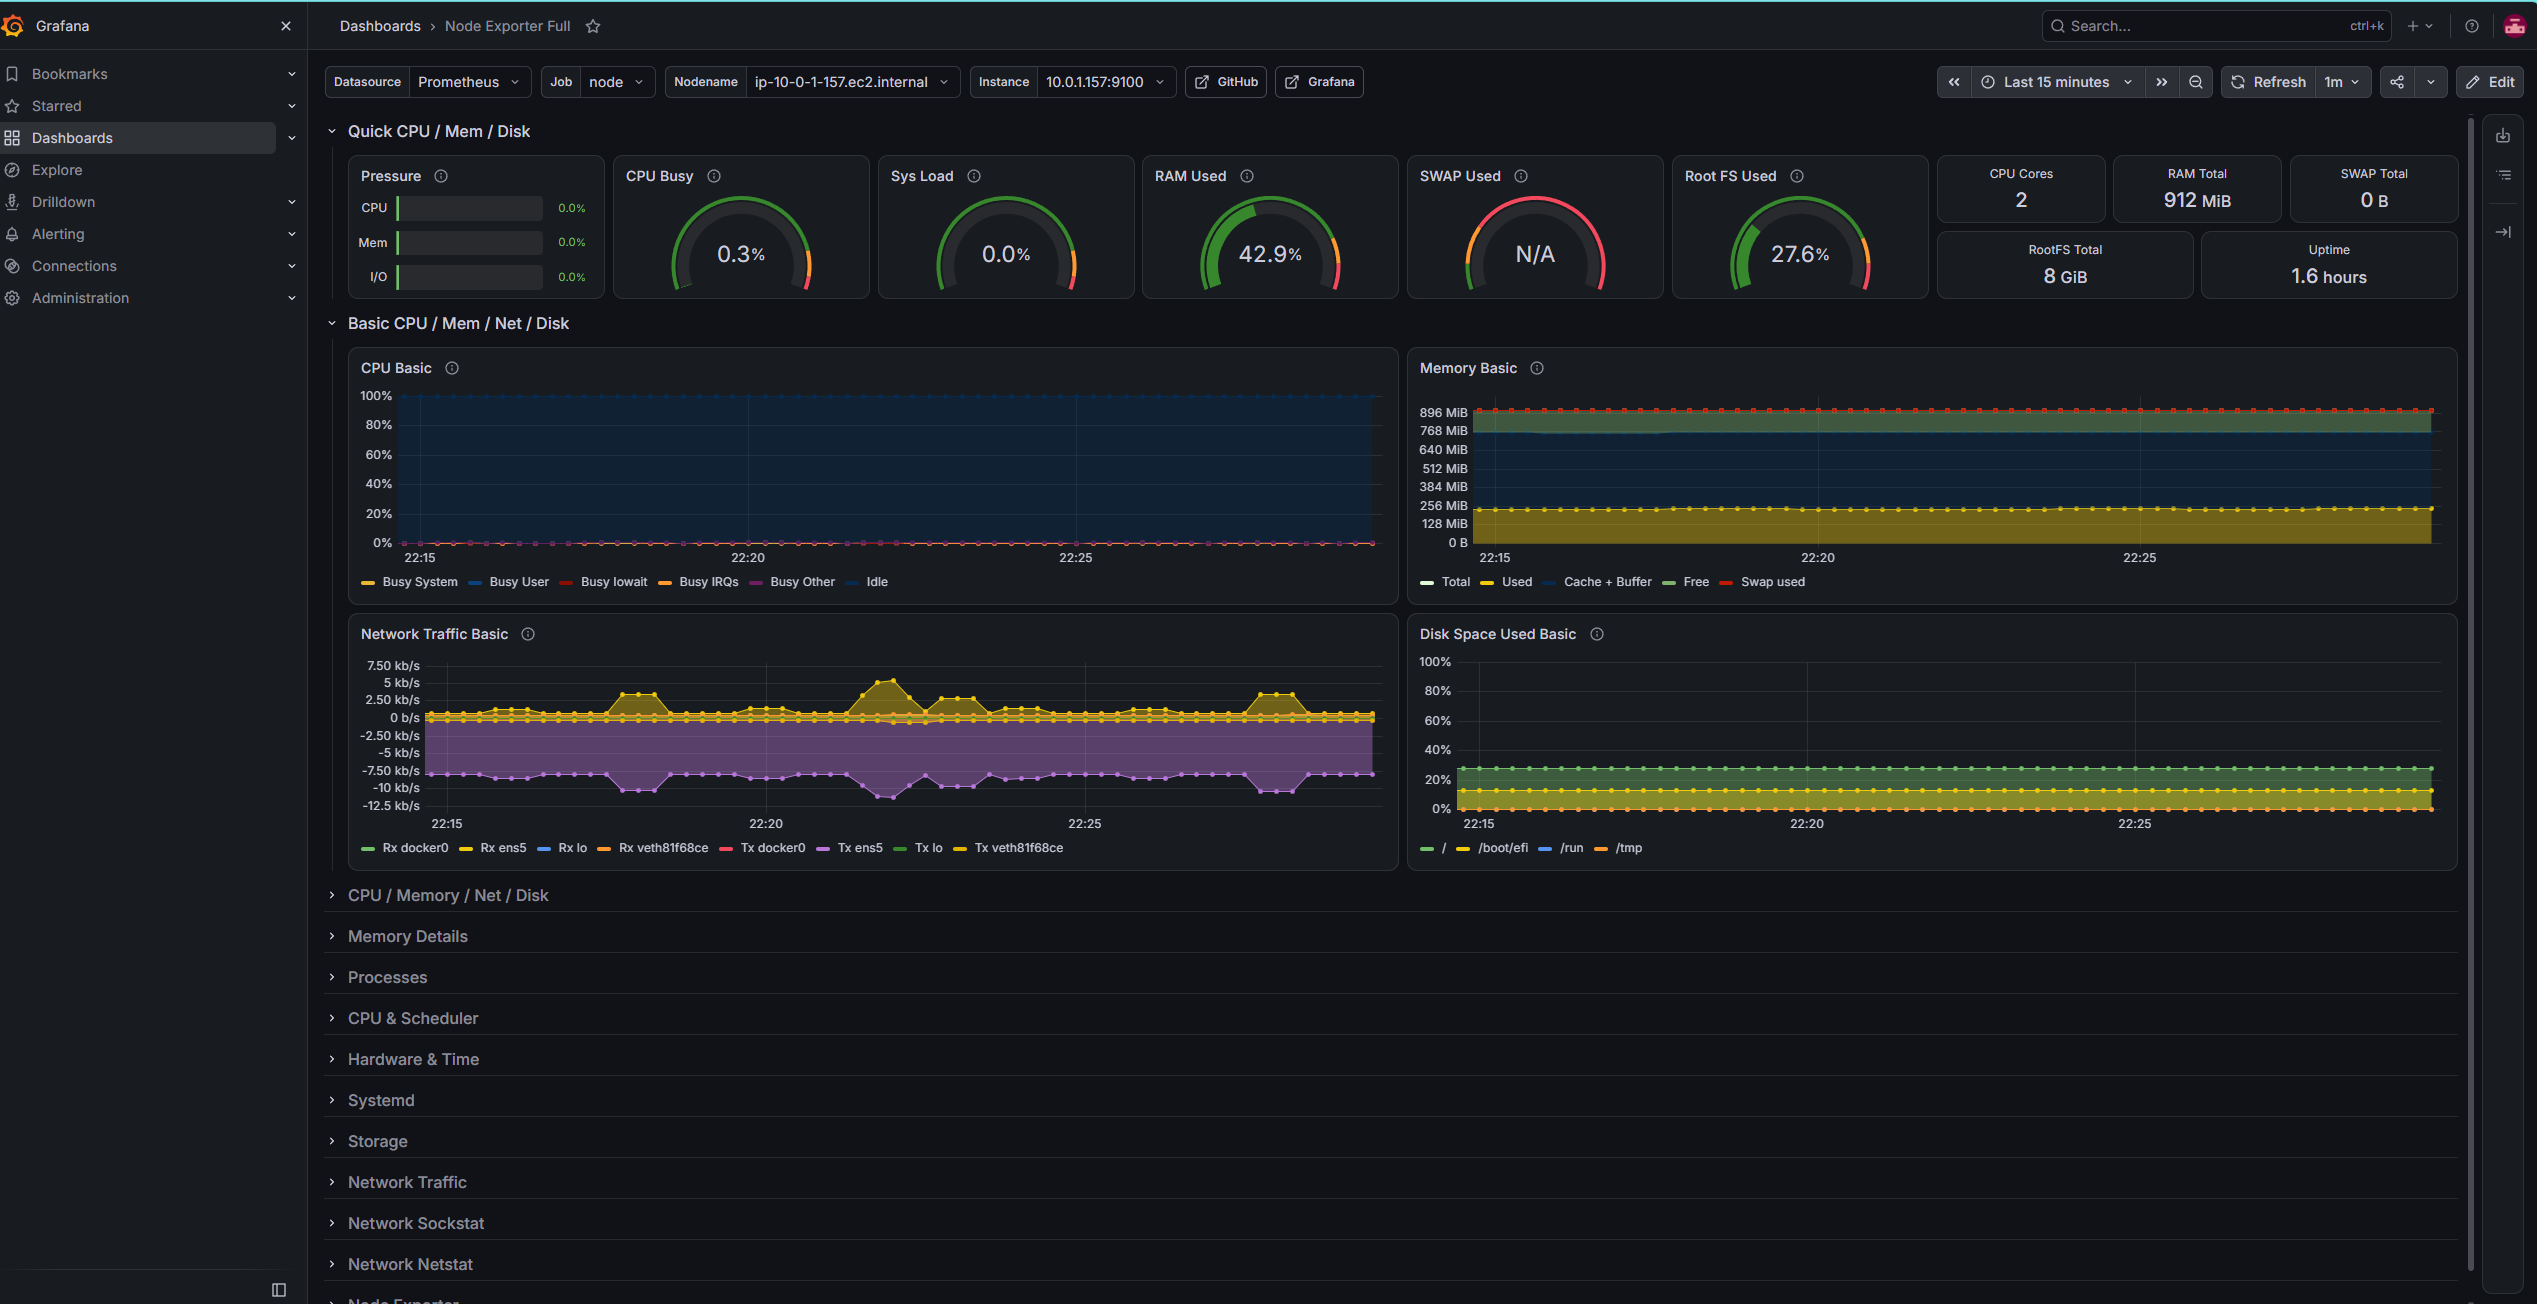 Grafana
Dashboards › Node Exporter Full
Search... ctrl+k
Bookmarks
Starred
Dashboards
Explore
Drilldown
Alerting
Connections
Administration
Datasource Prometheus Job node Nodename ip-10-0-1-157.ec2.internal Instance 10.0.1.157:9100 GitHub Grafana
Last 15 minutes Refresh 1m Edit
Quick CPU / Mem / Disk
Pressure
CPU 0.0%
Mem 0.0%
I/O 0.0%
CPU Busy
0.3%
Sys Load
0.0%
RAM Used
42.9%
SWAP Used
N/A
Root FS Used
27.6%
CPU Cores
2
RAM Total
912 MiB
SWAP Total
0 B
RootFS Total
8 GiB
Uptime
1.6 hours
Basic CPU / Mem / Net / Disk
CPU Basic
100%
80%
60%
40%
20%
0%
22:15 22:20 22:25
Busy System Busy User Busy Iowait Busy IRQs Busy Other Idle
Memory Basic
896 MiB
768 MiB
640 MiB
512 MiB
384 MiB
256 MiB
128 MiB
0 B
22:15 22:20 22:25
Total Used Cache + Buffer Free Swap used
Network Traffic Basic
7.50 kb/s
5 kb/s
2.50 kb/s
0 b/s
-2.50 kb/s
-5 kb/s
-7.50 kb/s
-10 kb/s
-12.5 kb/s
22:15 22:20 22:25
Rx docker0 Rx ens5 Rx lo Rx veth81f68ce Tx docker0 Tx ens5 Tx lo Tx veth81f68ce
Disk Space Used Basic
100%
80%
60%
40%
20%
0%
22:15 22:20 22:25
/ /boot/efi /run /tmp
CPU / Memory / Net / Disk
Memory Details
Processes
CPU & Scheduler
Hardware & Time
Systemd
Storage
Network Traffic
Network Sockstat
Network Netstat
Node Exporter